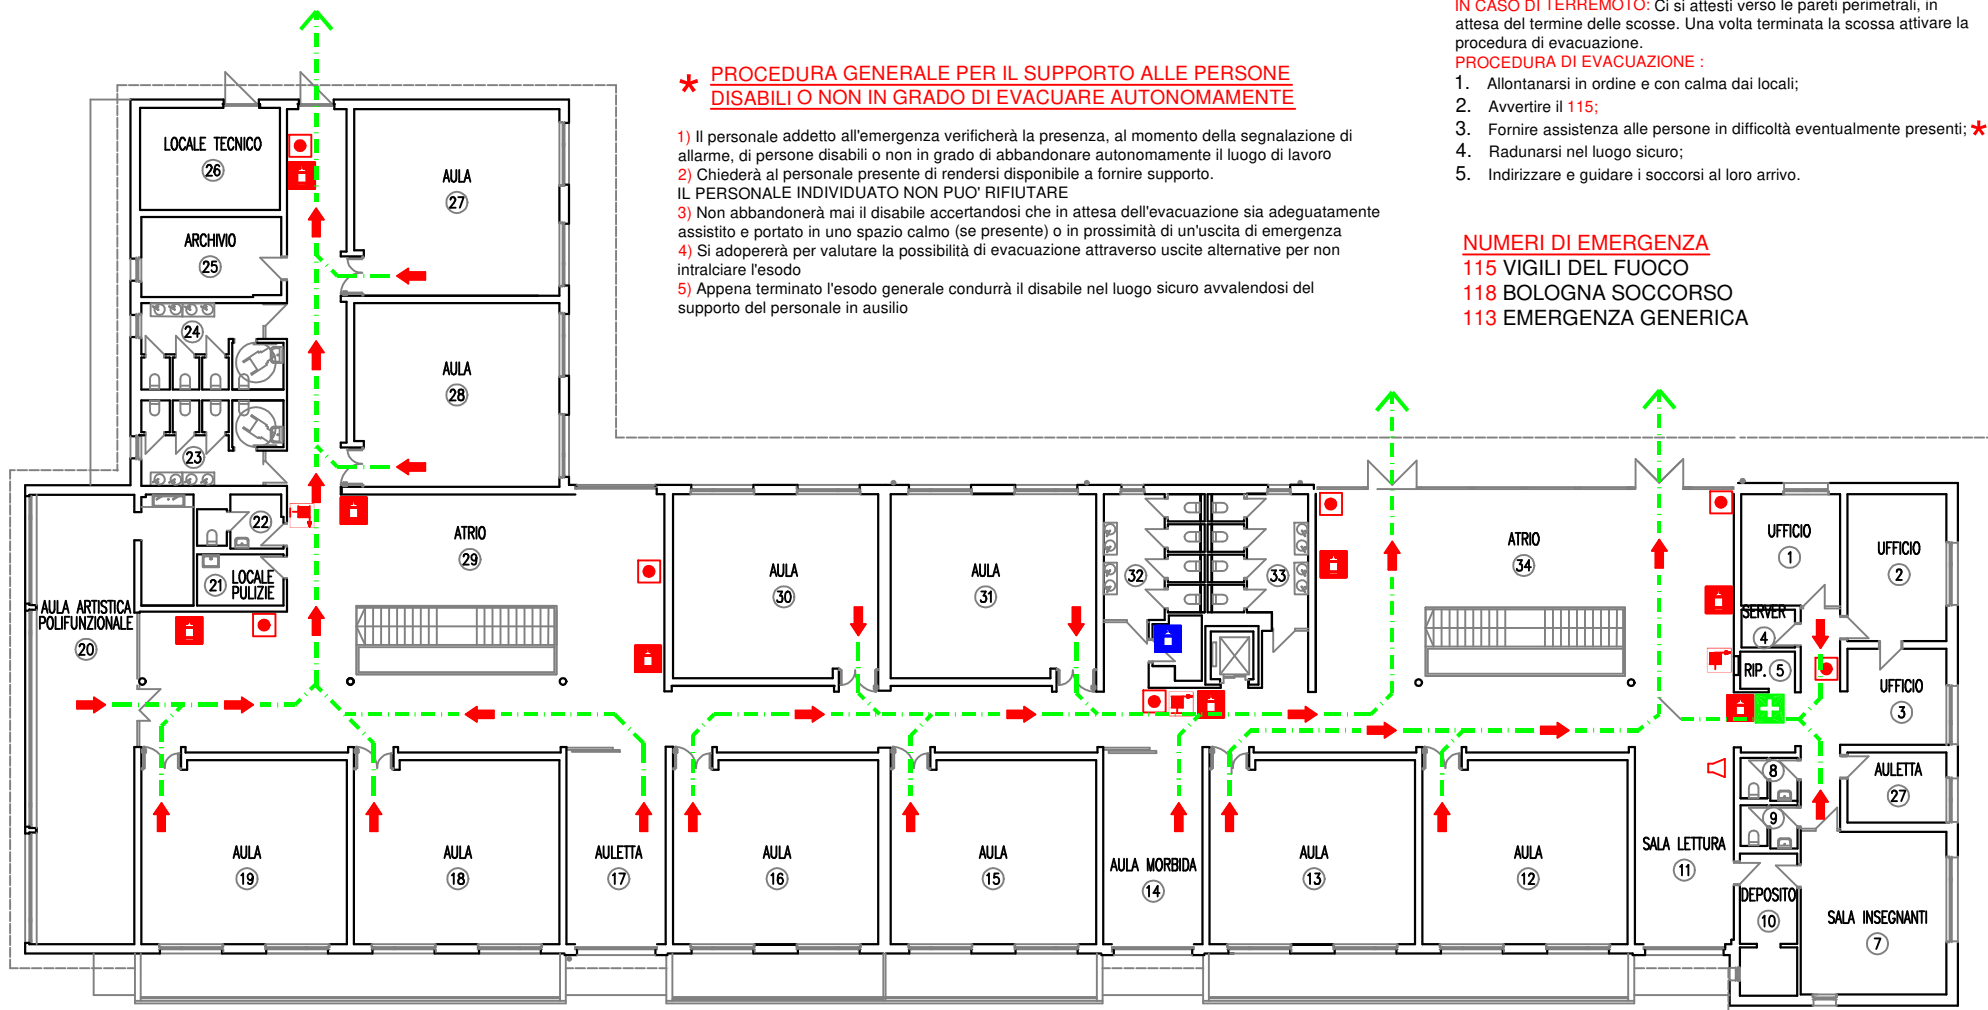 IN CASO DI TERREMOTO: Ci si attesti verso le pareti perimetrali, in
attesa del termine delle scosse. Una volta terminata la scossa attivare la
procedura di evacuazione.
PROCEDURA DI EVACUAZIONE :
1. Allontanarsi in ordine e con calma dai locali;
2. Avvertire il 115;
3. Fornire assistenza alle persone in difficoltà eventualmente presenti; *
4. Radunarsi nel luogo sicuro;
5. Indirizzare e guidare i soccorsi al loro arrivo.
* PROCEDURA GENERALE PER IL SUPPORTO ALLE PERSONE
DISABILI O NON IN GRADO DI EVACUARE AUTONOMAMENTE
1) Il personale addetto all'emergenza verificherà la presenza, al momento della segnalazione di
allarme, di persone disabili o non in grado di abbandonare autonomamente il luogo di lavoro
2) Chiederà al personale presente di rendersi disponibile a fornire supporto.
IL PERSONALE INDIVIDUATO NON PUO' RIFIUTARE
3) Non abbandonerà mai il disabile accertandosi che in attesa dell'evacuazione sia adeguatamente
assistito e portato in uno spazio calmo (se presente) o in prossimità di un'uscita di emergenza
4) Si adopererà per valutare la possibilità di evacuazione attraverso uscite alternative per non
intralciare l'esodo
5) Appena terminato l'esodo generale condurrà il disabile nel luogo sicuro avvalendosi del
supporto del personale in ausilio
NUMERI DI EMERGENZA
115 VIGILI DEL FUOCO
118 BOLOGNA SOCCORSO
113 EMERGENZA GENERICA
LOCALE TECNICO
26
AULA
27
ARCHIVIO
25
24
AULA
28
23
22
21
LOCALE
PULIZIE
AULA ARTISTICA
POLIFUNZIONALE
20
ATRIO
29
AULA
30
AULA
31
32
33
ATRIO
34
UFFICIO
1
UFFICIO
2
SERVER
4
RIP. 5
UFFICIO
3
8
9
AULETTA
27
AULA
19
AULA
18
AULETTA
17
AULA
16
AULA
15
AULA MORBIDA
14
AULA
13
AULA
12
SALA LETTURA
11
DEPOSITO
10
SALA INSEGNANTI
7